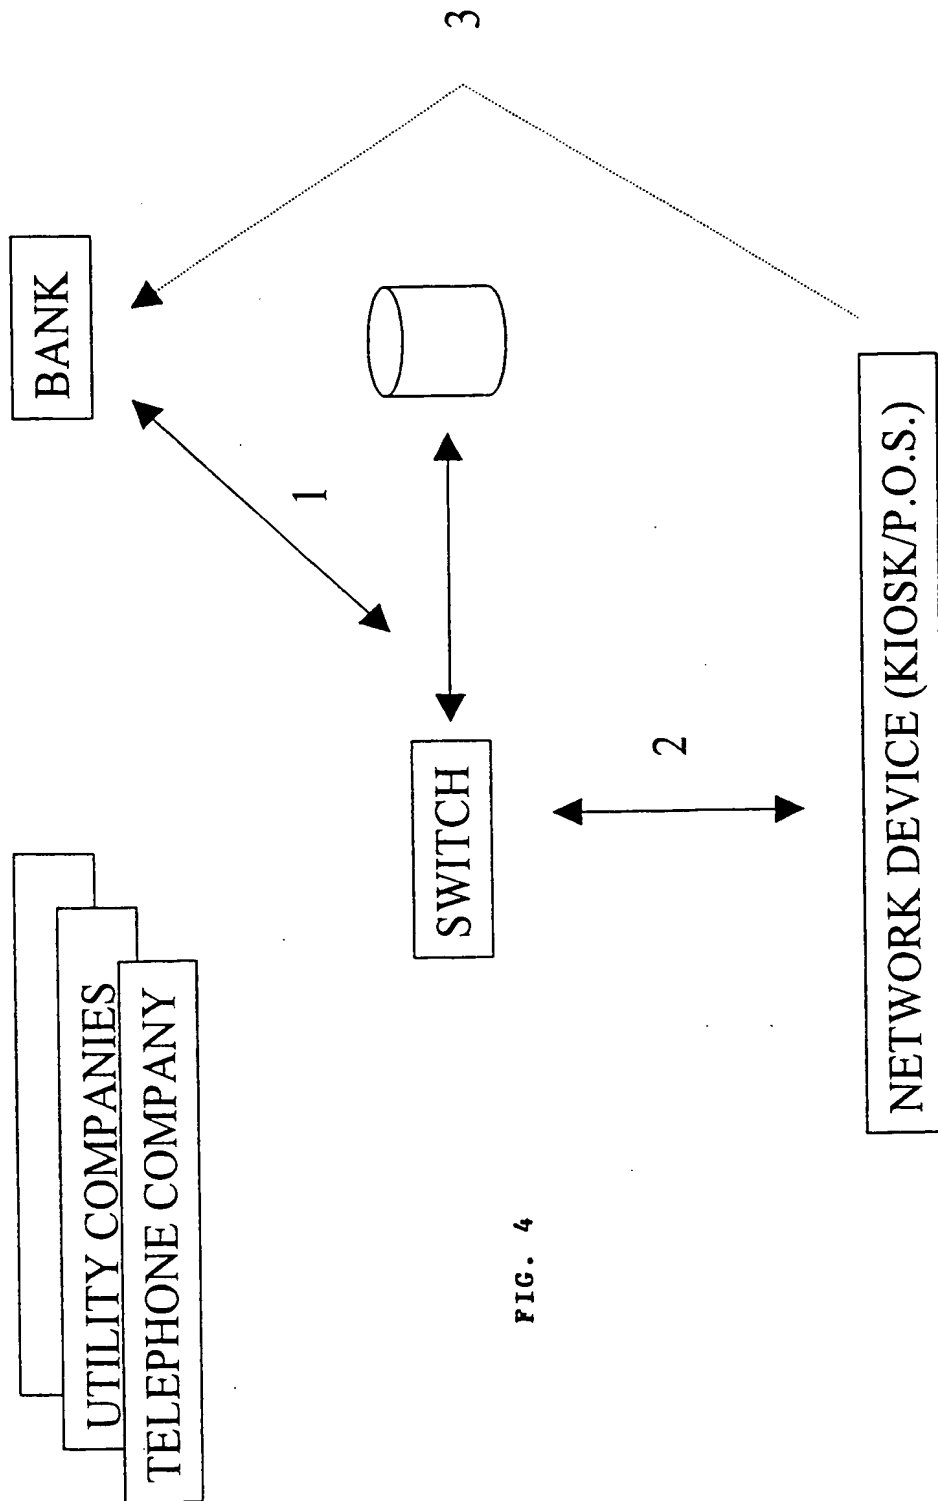 UTILITY COMPANIES
TELEPHONE COMPANY
BANK
1
3
SWITCH
2
NETWORK DEVICE (KIOSK/P.O.S.)
FIG. 4